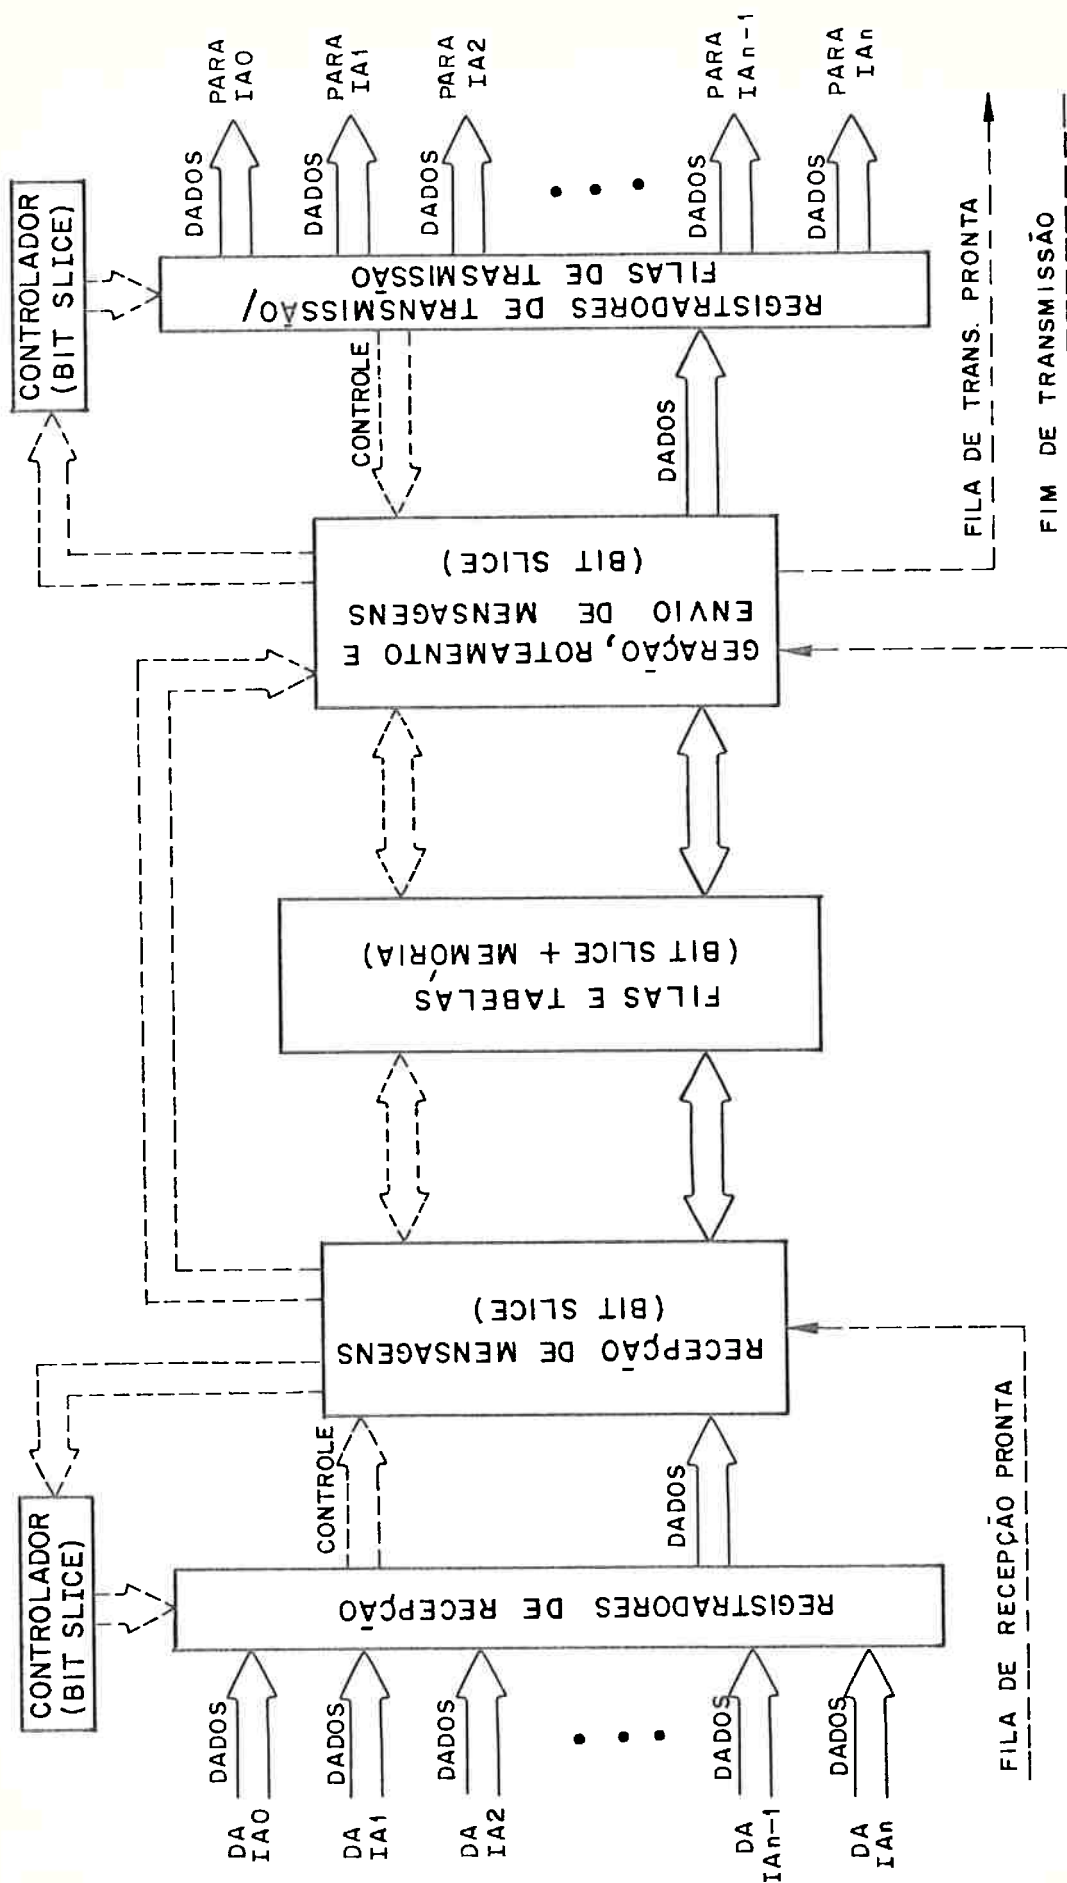 CONTROLADOR
(BIT SLICE)
CONTROLADOR
(BIT SLICE)
DA
IA0
DADOS
DA
IA1
DADOS
DA
IA2
DADOS
DA
IAn-1
DADOS
DA
IAn
DADOS
REGISTRADORES DE RECEPÇÃO
CONTROLE
DADOS
RECEPÇÃO DE MENSAGENS
(BIT SLICE)
FILAS E TABELAS
(BIT SLICE + MEMÓRIA)
GERAÇÃO, ROTEAMENTO E
ENVIO DE MENSAGENS
(BIT SLICE)
CONTROLE
DADOS
REGISTRADORES DE TRANSMISSÃO/
FILAS DE TRASMISSÃO
DADOS
PARA
IA0
DADOS
PARA
IA1
DADOS
PARA
IA2
DADOS
PARA
IAn-1
DADOS
PARA
IAn
FILA DE RECEPÇÃO PRONTA
FILA DE TRANS. PRONTA
FIM DE TRANSMISSÃO